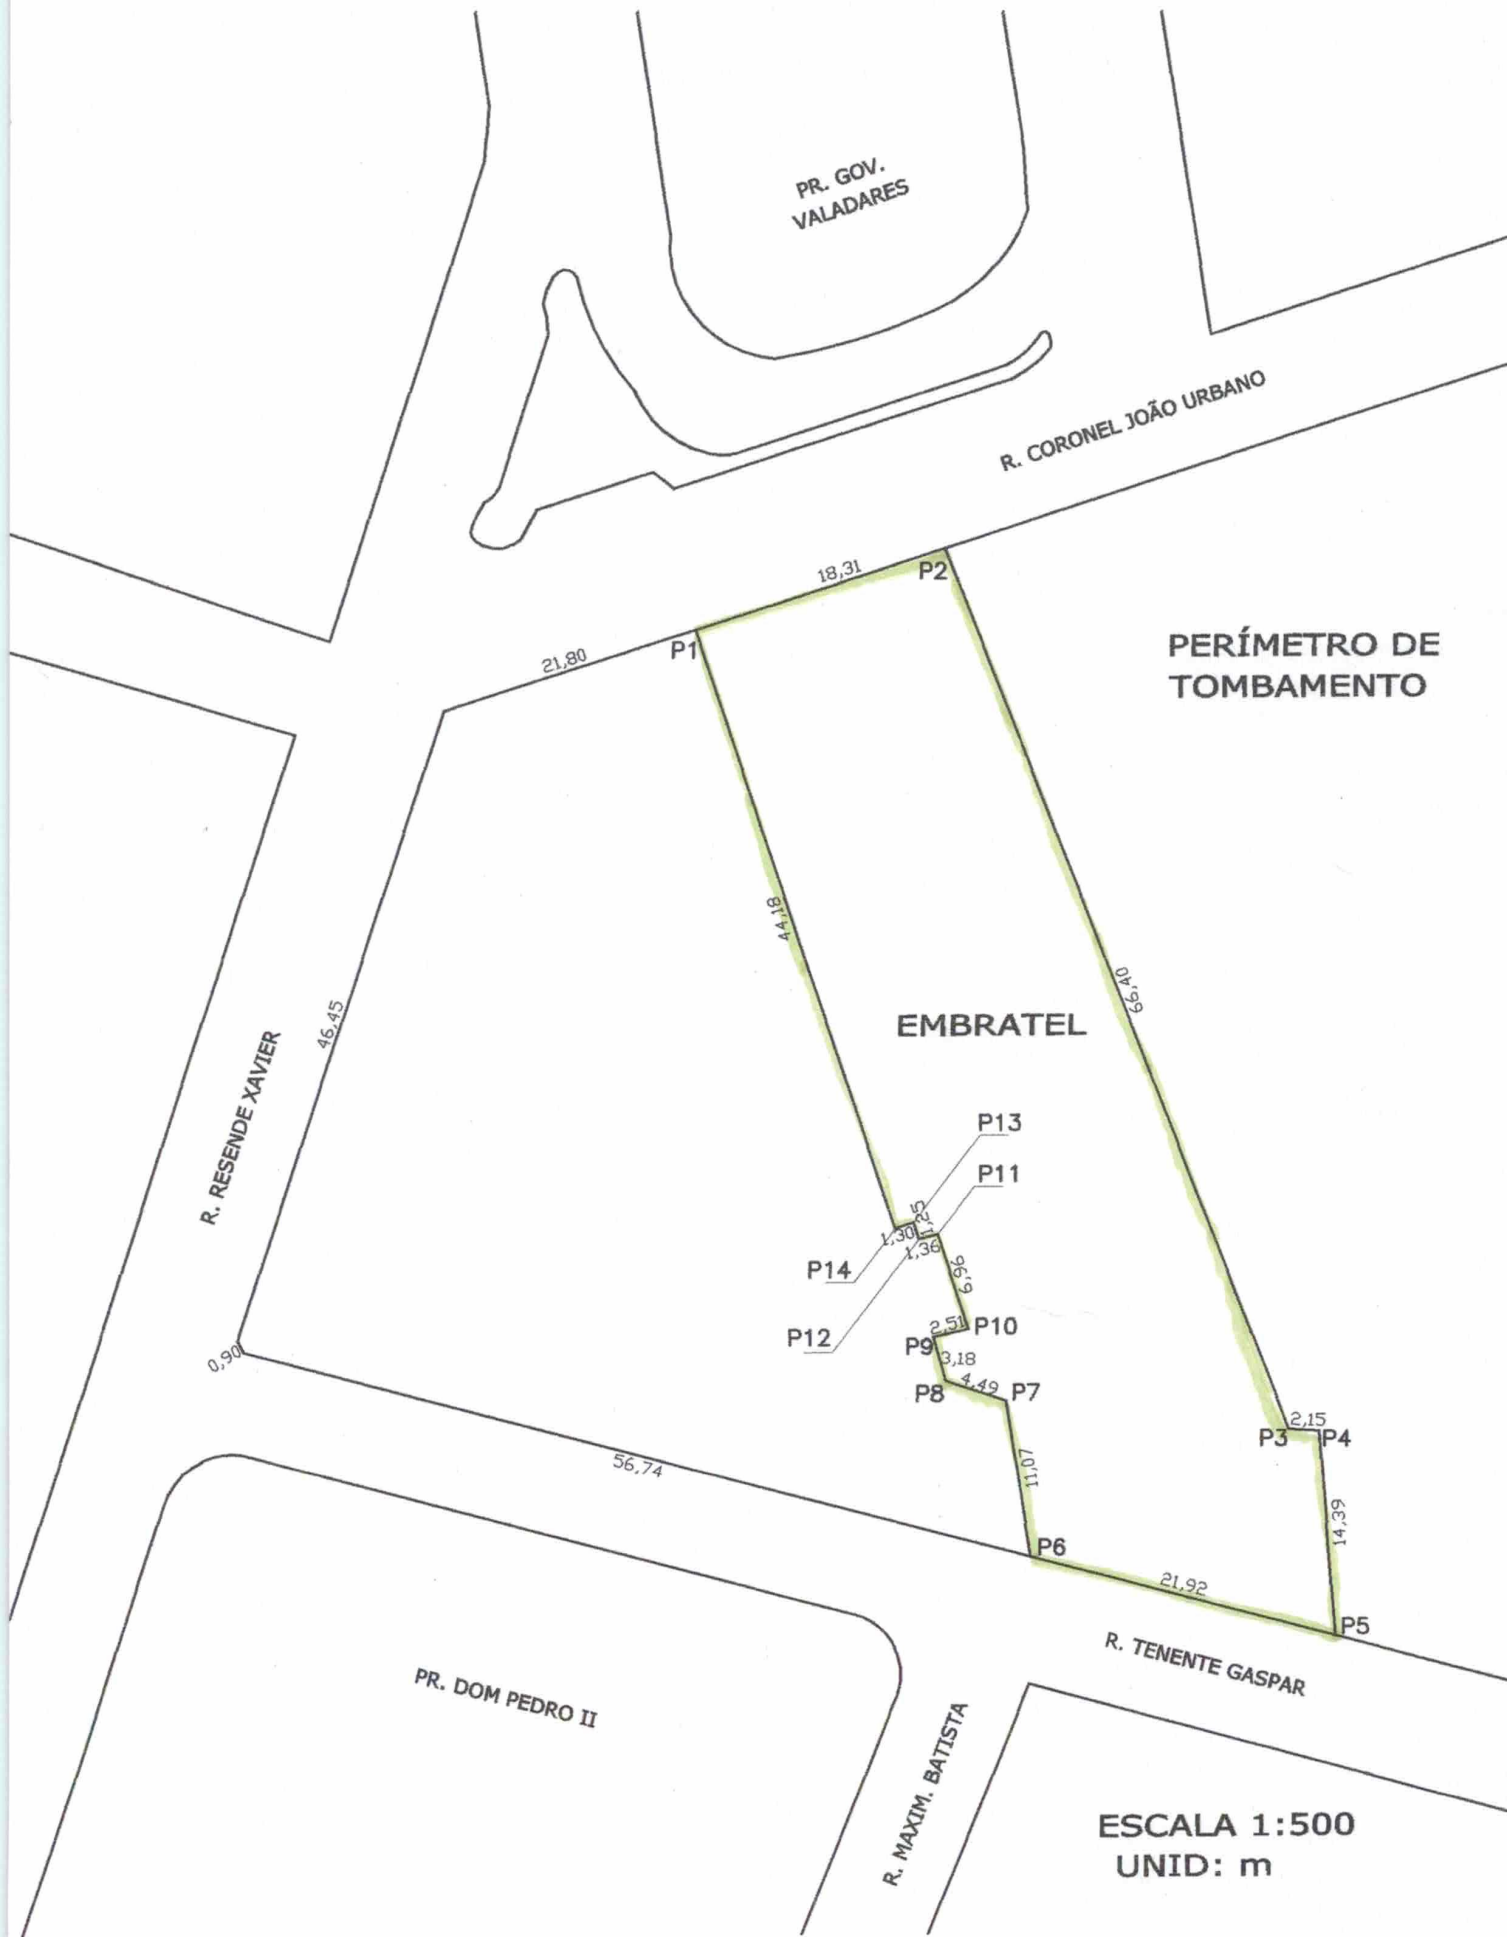 PR. GOV.
VALADARES
R. CORONEL JOÃO URBANO
18,31
P2
P1
21,80
PERÍMETRO DE
TOMBAMENTO
44,18
66,40
46,45
EMBRATEL
R. RESENDE XAVIER
P13
P11
1,25
1,30
1,36
P14
6,96
P12
2,51
P10
P9
3,18
0,90
P8
4,49
P7
2,15
P3
P4
56,74
11,07
14,39
P6
21,92
P5
R. TENENTE GASPAR
PR. DOM PEDRO II
R. MAXIM. BATISTA
ESCALA 1:500
UNID: m